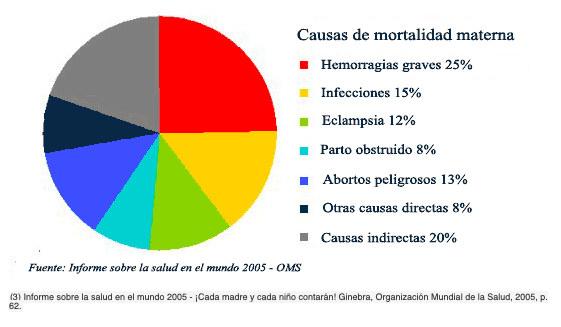 Causas de mortalidad materna
Hemorragias graves 25%
Infecciones 15%
Eclampsia 12%
Parto obstruido 8%
Abortos peligrosos 13%
Otras causas directas 8%
Causas indirectas 20%
Fuente: Informe sobre la salud en el mundo 2005 - OMS
(3) Informe sobre la salud en el mundo 2005 - ¡Cada madre y cada niño contarán! Ginebra, Organización Mundial de la Salud, 2005, p.
62.